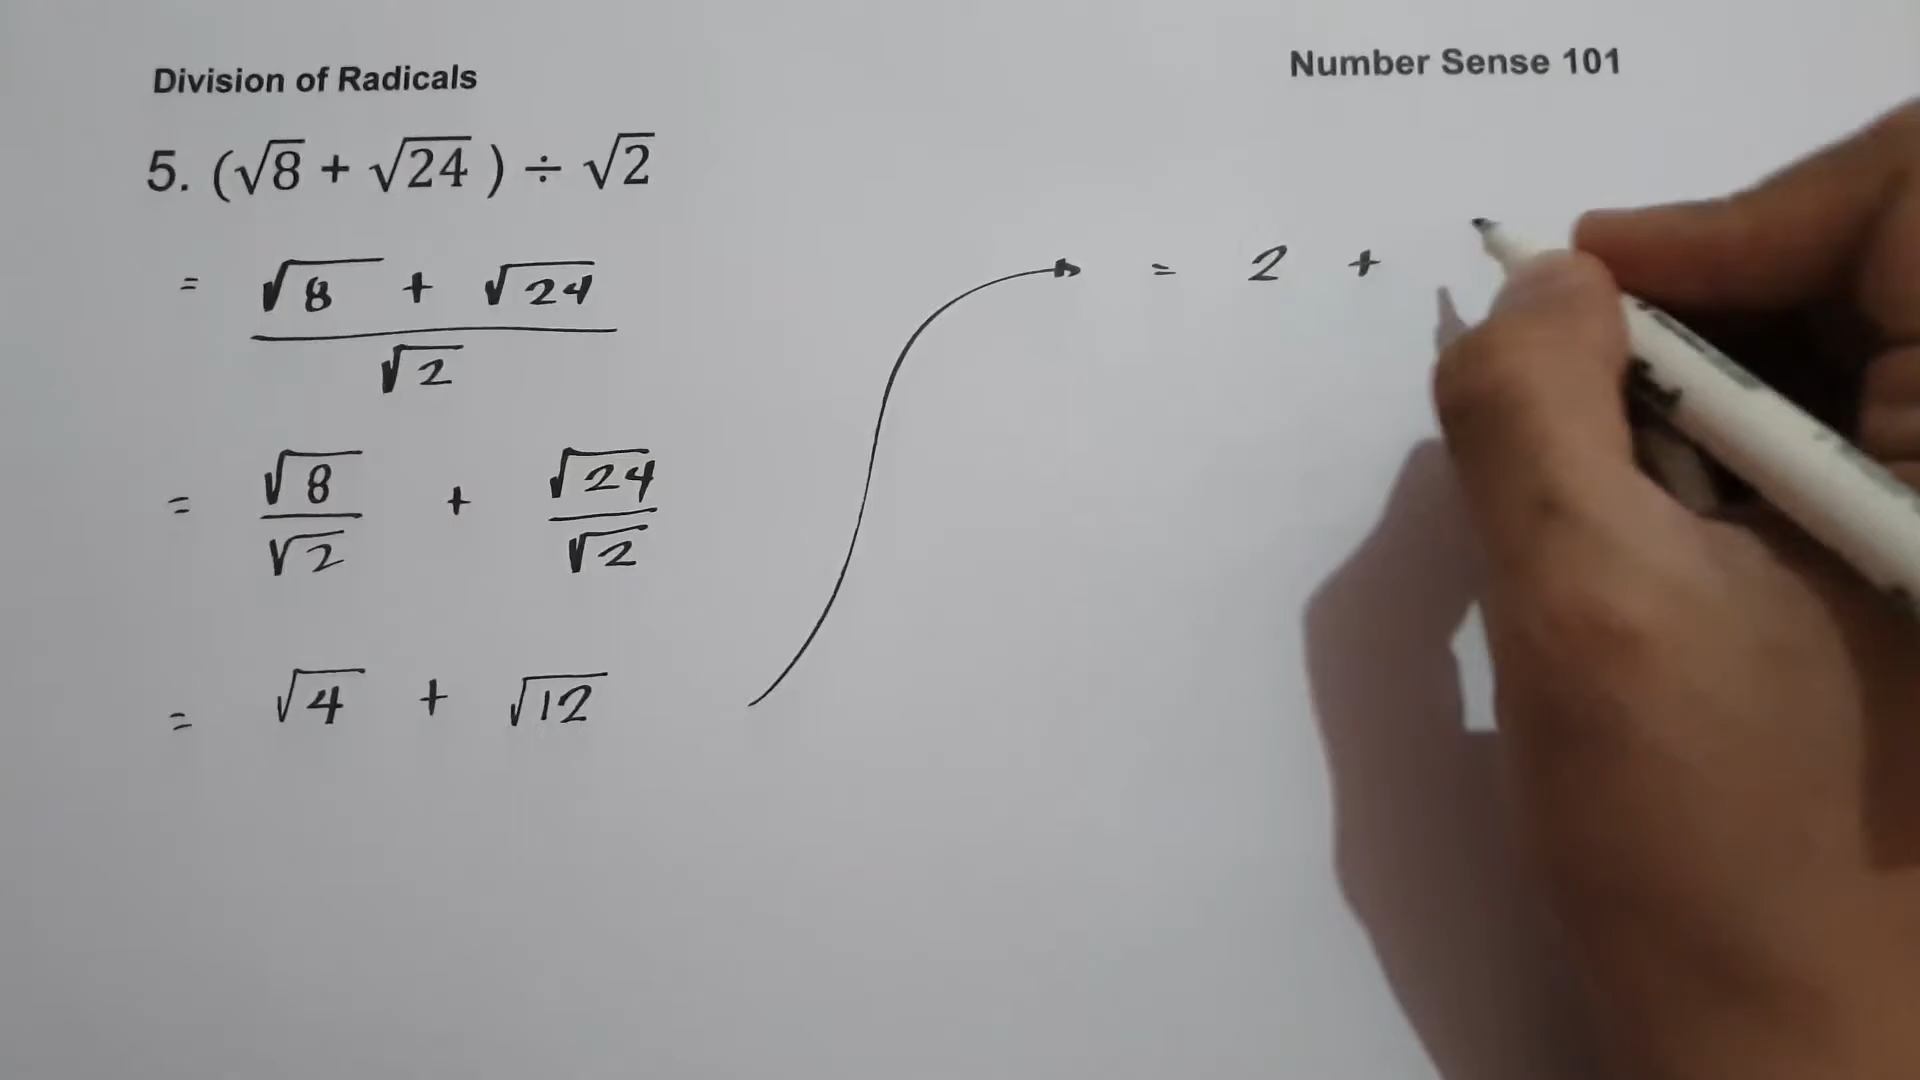 Division of Radicals
Number Sense 101
5. (√8 + √24 ) ÷ √2
= √8 + √24
√2
= √8 + √24
√2 √2
= √4 + √12
= 2 +